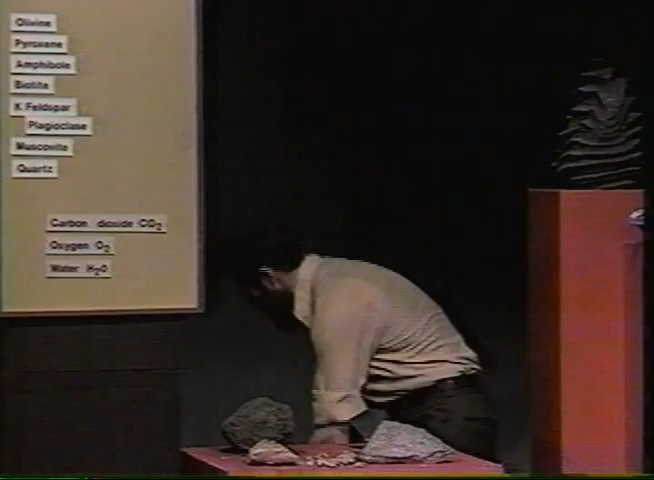 Olivine
Pyroxene
Amphibole
Biotite
K Feldspar
Plagioclase
Muscovite
Quartz
Carbon dioxide CO₂
Oxygen O₂
Water H₂O